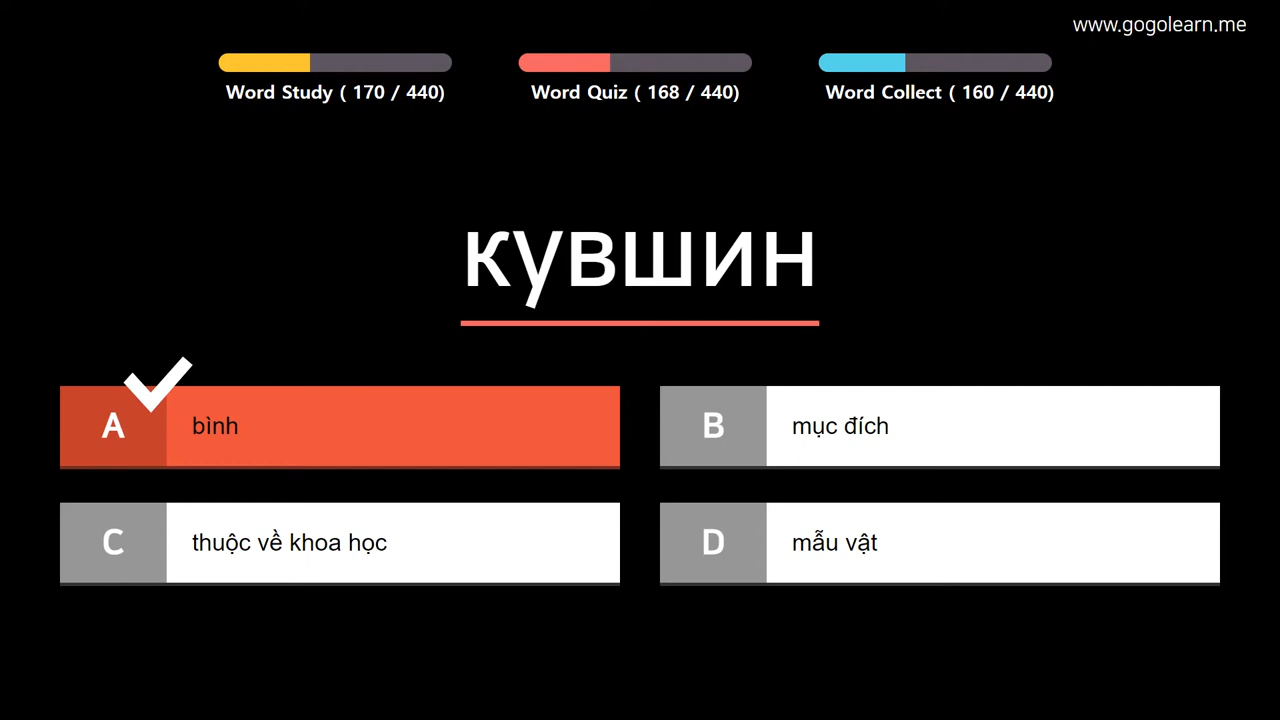 www.gogolearn.me
Word Study ( 170 / 440)
Word Quiz ( 168 / 440)
Word Collect ( 160 / 440)
кувшин
A bình
B mục đích
C thuộc về khoa học
D mẫu vật